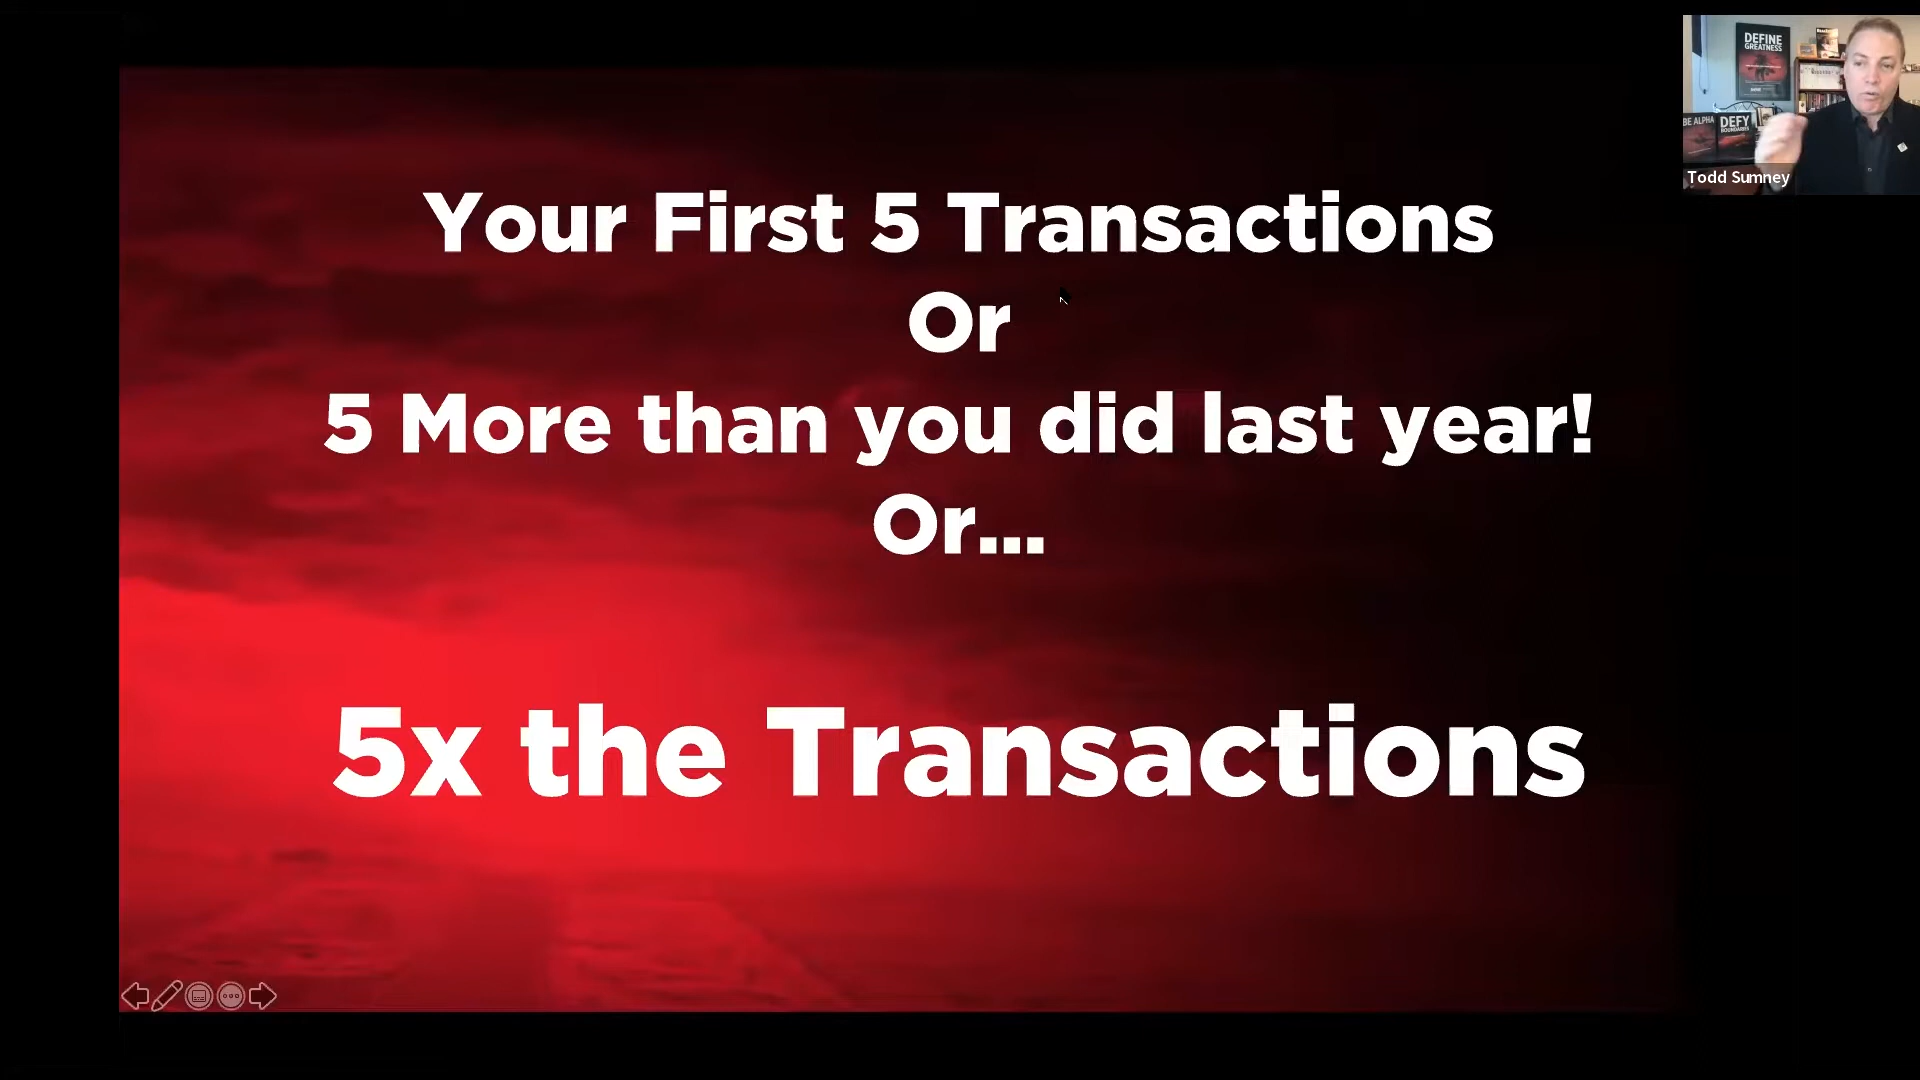 Your First 5 Transactions
Or
5 More than you did last year!
Or...
5x the Transactions
DEFINE
GREATNESS
BE ALPHA
DEFY
BOUNDARIES
Todd Sumney